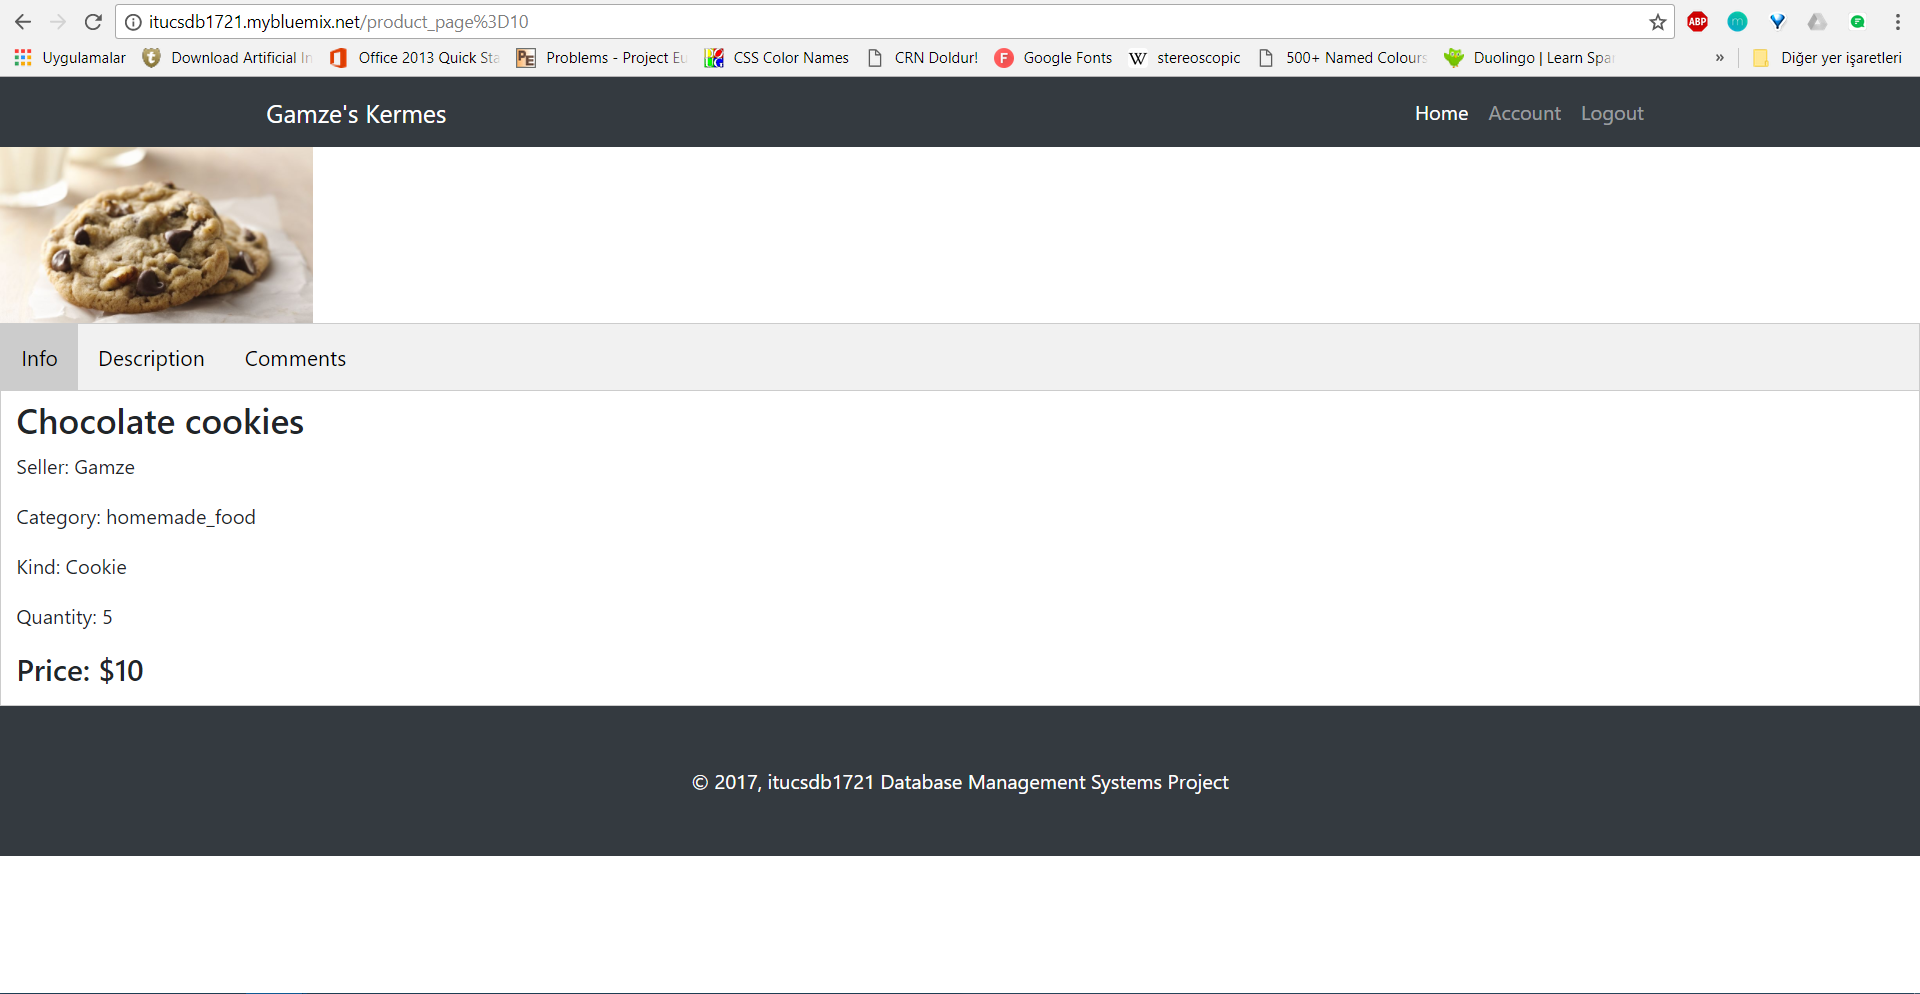 itucsdb1721.mybluemix.net/product_page%3D10
ABP
Uygulamalar Download Artificial In Office 2013 Quick Sta PE Problems - Project Eu CSS Color Names CRN Doldur! F Google Fonts W stereoscopic 500+ Named Colours Duolingo | Learn Spa » Diğer yer işaretleri
Gamze's Kermes Home Account Logout
Info Description Comments
Chocolate cookies
Seller: Gamze
Category: homemade_food
Kind: Cookie
Quantity: 5
Price: $10
© 2017, itucsdb1721 Database Management Systems Project